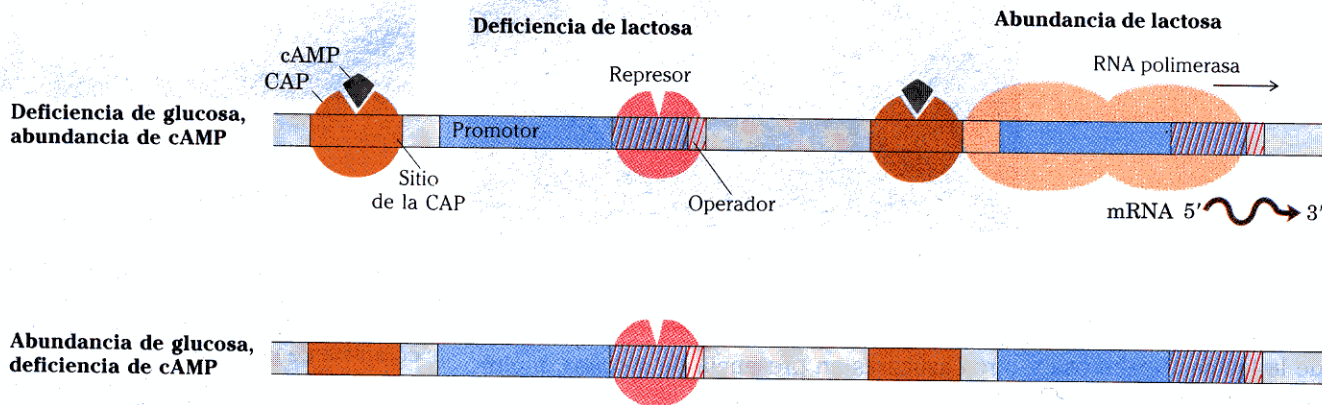 Deficiencia de lactosa
Abundancia de lactosa
cAMP
CAP
Represor
RNA polimerasa
Deficiencia de glucosa,
abundancia de cAMP
Promotor
Sitio
de la CAP
Operador
mRNA 5′
3′
Abundancia de glucosa,
deficiencia de cAMP